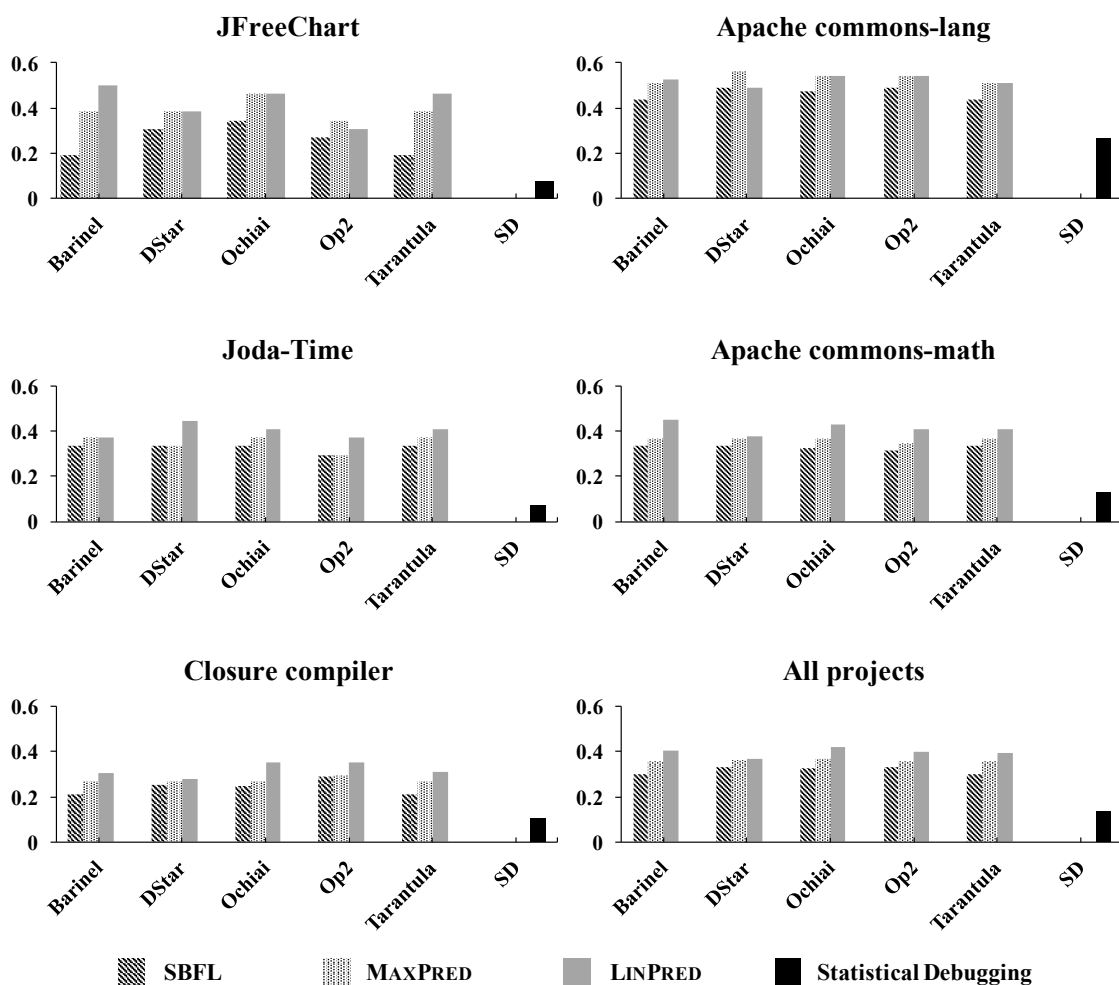 JFreeChart
0.6
0.4
0.2
0
Barinel
DStar
Ochiai
Op2
Tarantula
SD
Apache commons-lang
0.6
0.4
0.2
0
Barinel
DStar
Ochiai
Op2
Tarantula
SD
Joda-Time
0.6
0.4
0.2
0
Barinel
DStar
Ochiai
Op2
Tarantula
SD
Apache commons-math
0.6
0.4
0.2
0
Barinel
DStar
Ochiai
Op2
Tarantula
SD
Closure compiler
0.6
0.4
0.2
0
Barinel
DStar
Ochiai
Op2
Tarantula
SD
All projects
0.6
0.4
0.2
0
Barinel
DStar
Ochiai
Op2
Tarantula
SD
SBFL
MAXPRED
LINPRED
Statistical Debugging